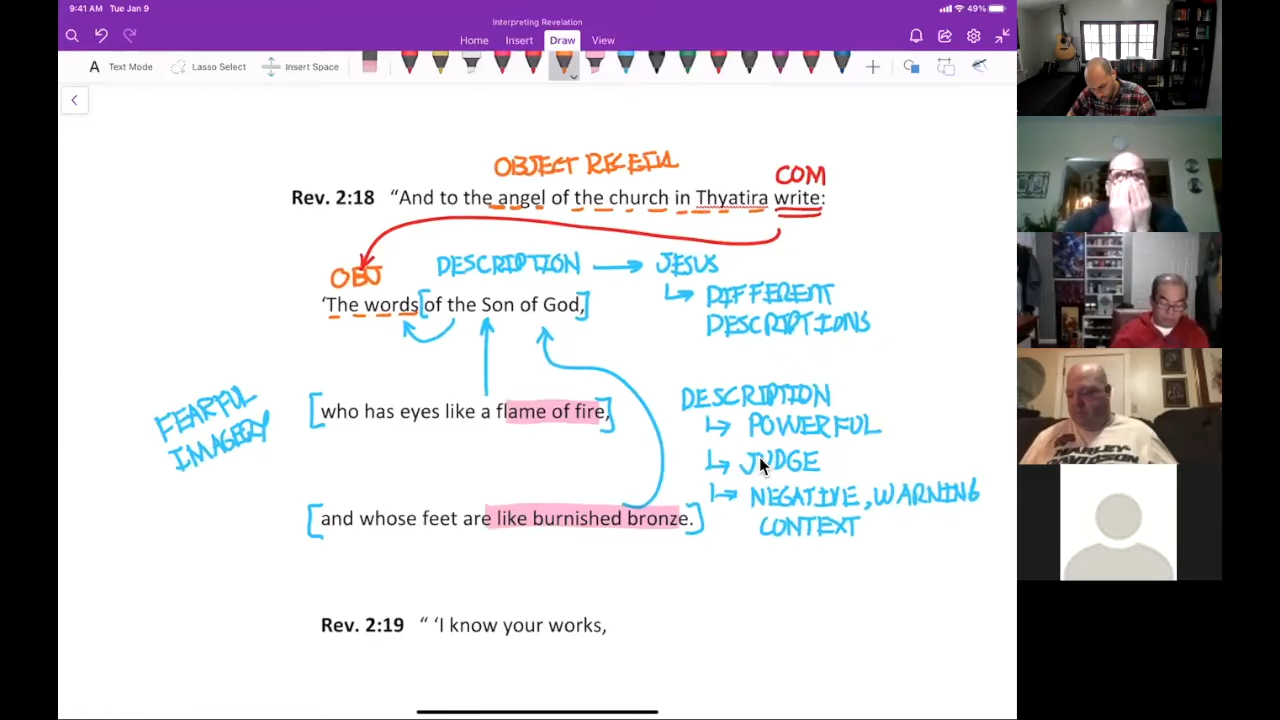 9:41 AM Tue Jan 9
49%
Interpreting Revelation
Home Insert Draw View
A Text Mode Lasso Select Insert Space
OBJECT RECEIU
COM
Rev. 2:18 “And to the angel of the church in Thyatira write:
OBJ DESCRIPTION → JESUS
‘The words [of the Son of God,]
↳ DIFFERENT
DESCRIPTIONS
FEARFUL
IMAGERY
[who has eyes like a flame of fire,]
DESCRIPTION
↳ POWERFUL
↳ JUDGE
↳ NEGATIVE, WARNING
CONTEXT
[and whose feet are like burnished bronze.]
HARLEY-
DAVIDSON
Rev. 2:19 “ ‘I know your works,